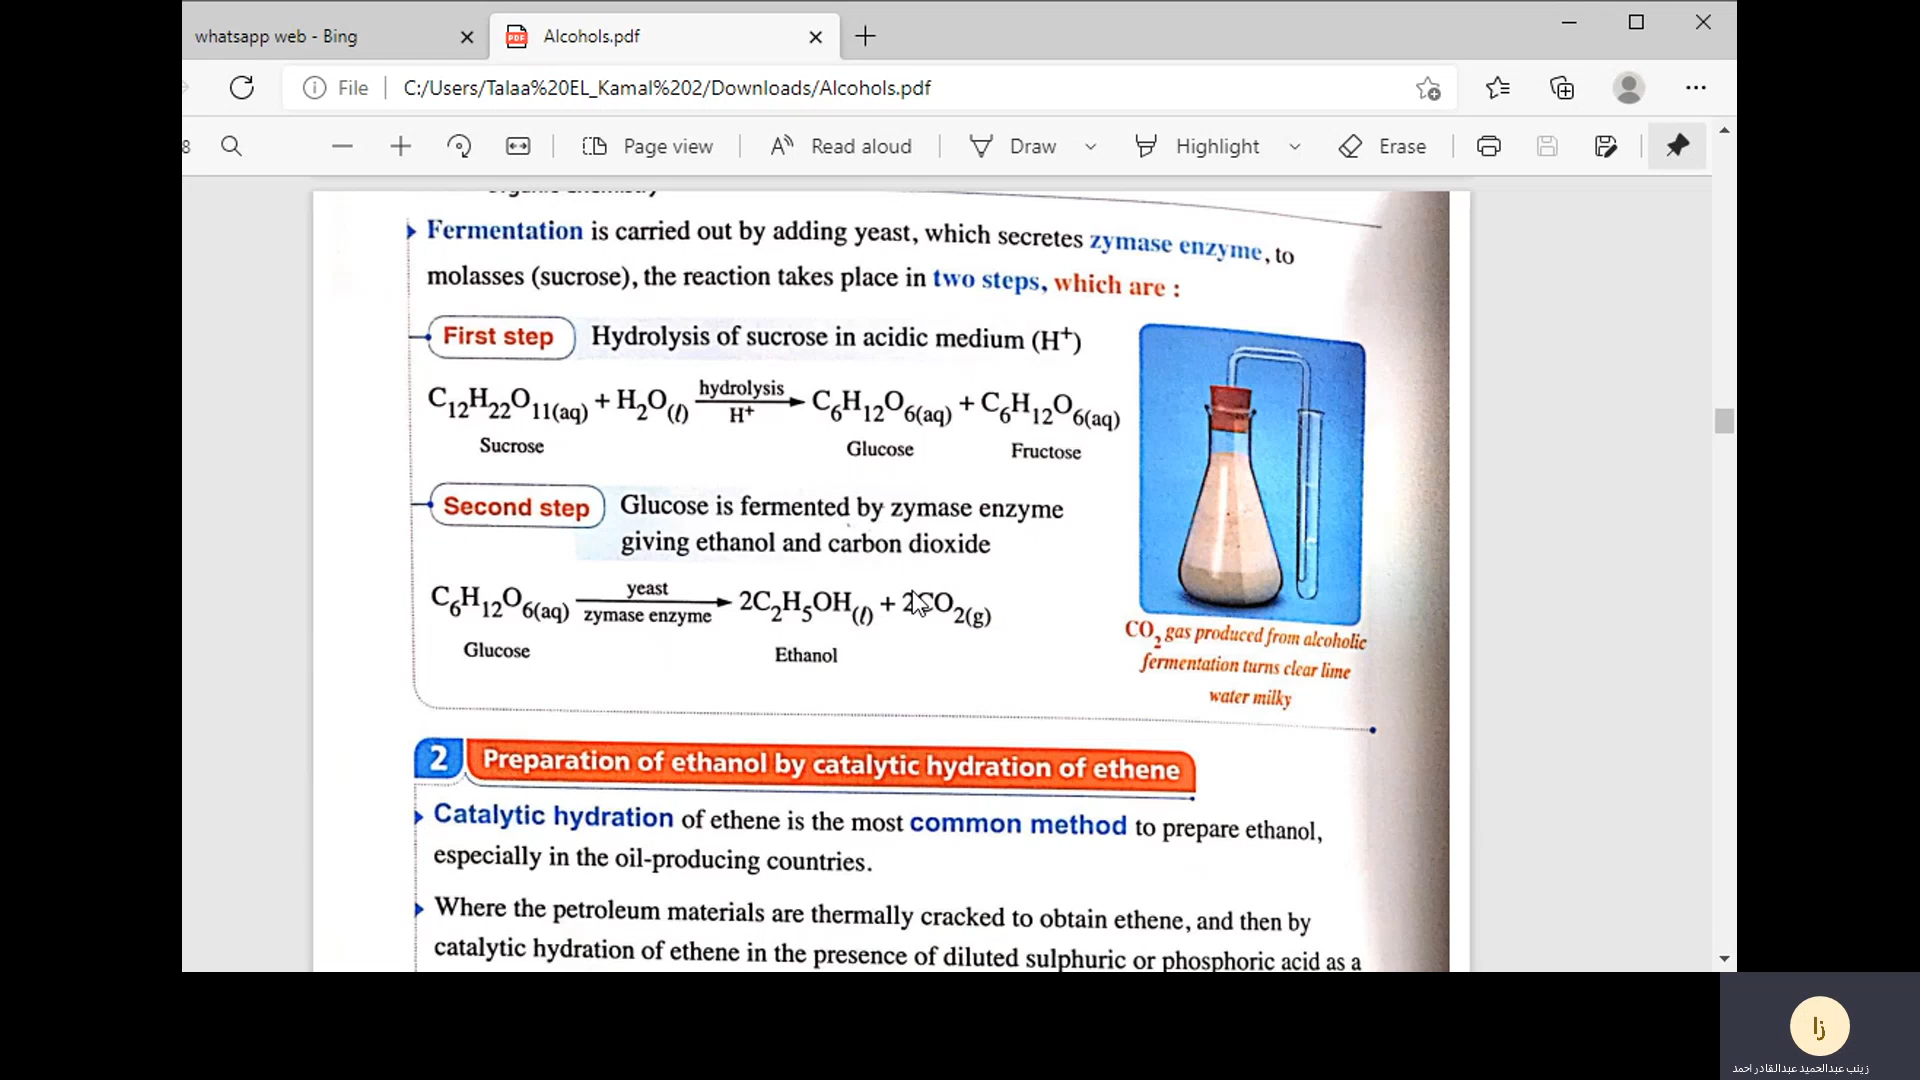 whatsapp web - Bing
Alcohols.pdf
File
C:/Users/Talaa%20EL_Kamal%202/Downloads/Alcohols.pdf
8
Page view
Read aloud
Draw
Highlight
Erase
Organic Chemistry
Fermentation is carried out by adding yeast, which secretes zymase enzyme, to
molasses (sucrose), the reaction takes place in two steps, which are :
First step Hydrolysis of sucrose in acidic medium (H⁺)
C₁₂H₂₂O₁₁(aq) + H₂O(l) hydrolysis H⁺ → C₆H₁₂O₆(aq) + C₆H₁₂O₆(aq)
Sucrose Glucose Fructose
Second step Glucose is fermented by zymase enzyme
giving ethanol and carbon dioxide
C₆H₁₂O₆(aq) yeast zymase enzyme → 2C₂H₅OH(l) + 2CO₂(g)
Glucose Ethanol
CO₂ gas produced from alcoholic
fermentation turns clear lime
water milky
2 Preparation of ethanol by catalytic hydration of ethene
Catalytic hydration of ethene is the most common method to prepare ethanol,
especially in the oil-producing countries.
Where the petroleum materials are thermally cracked to obtain ethene, and then by
catalytic hydration of ethene in the presence of diluted sulphuric or phosphoric acid as a
زا
زينب عبدالحميد عبدالقادر احمد